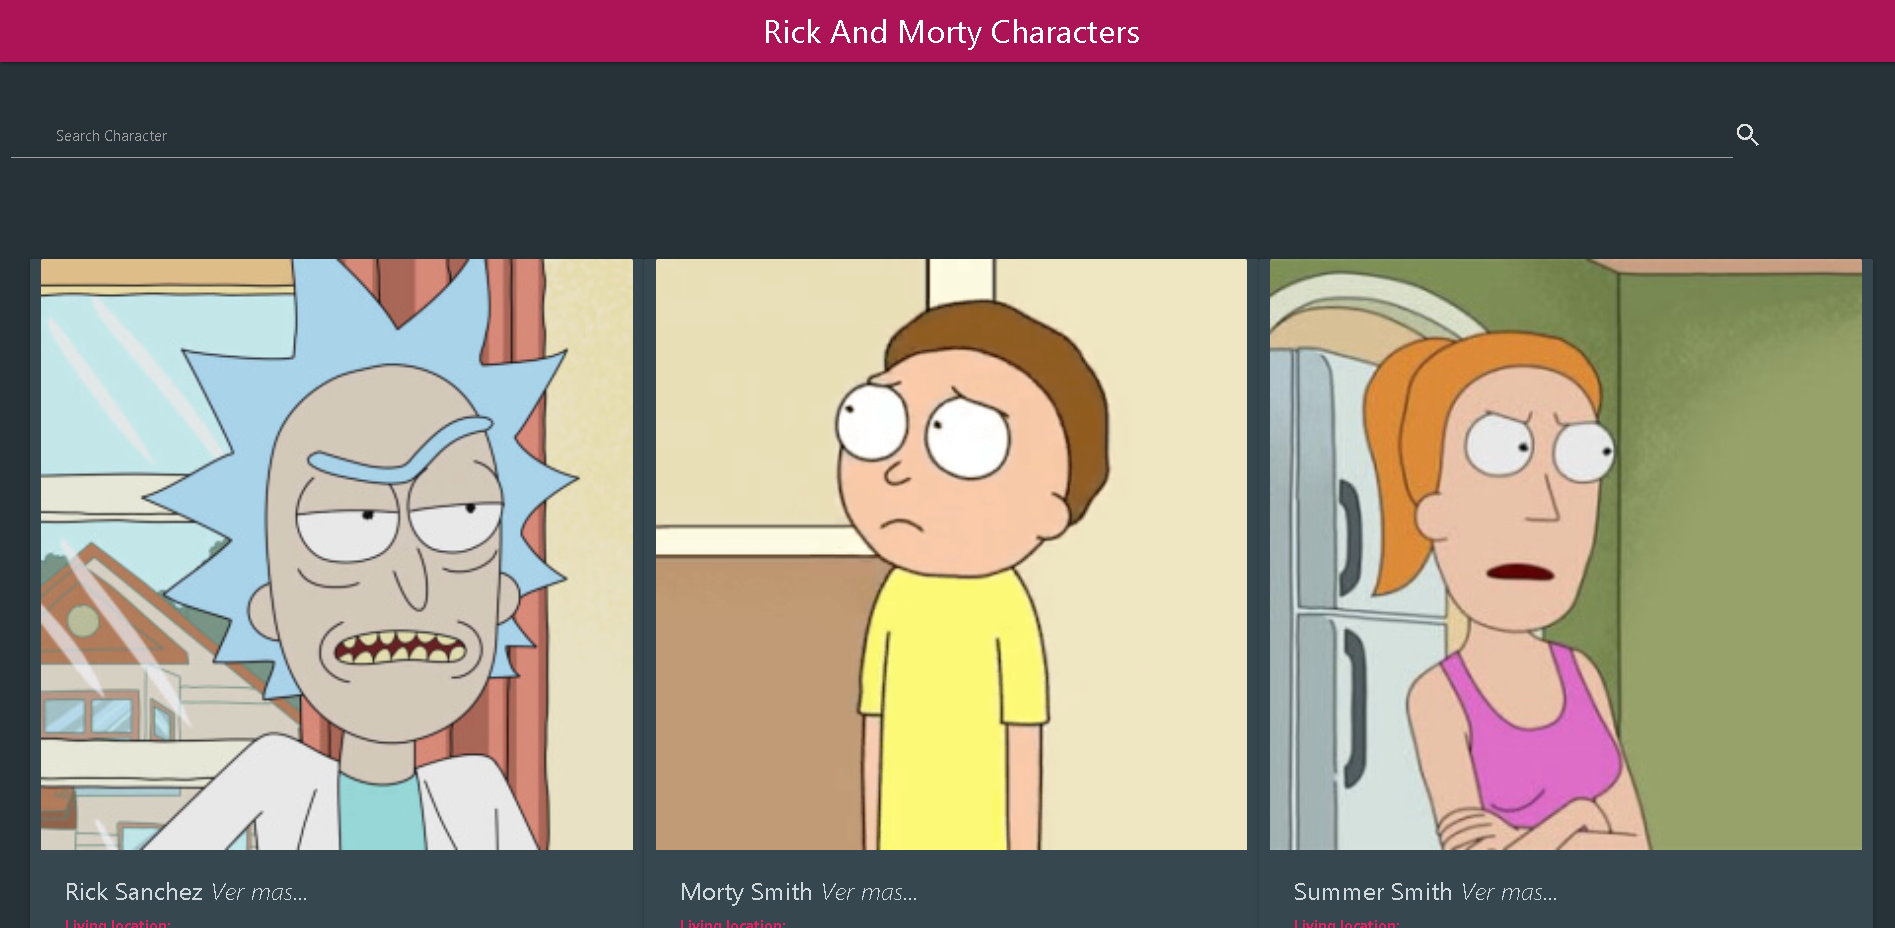 Rick And Morty Characters
Search Character
Rick Sanchez Ver mas...
Morty Smith Ver mas...
Summer Smith Ver mas...
Living location:
Living location:
Living location: